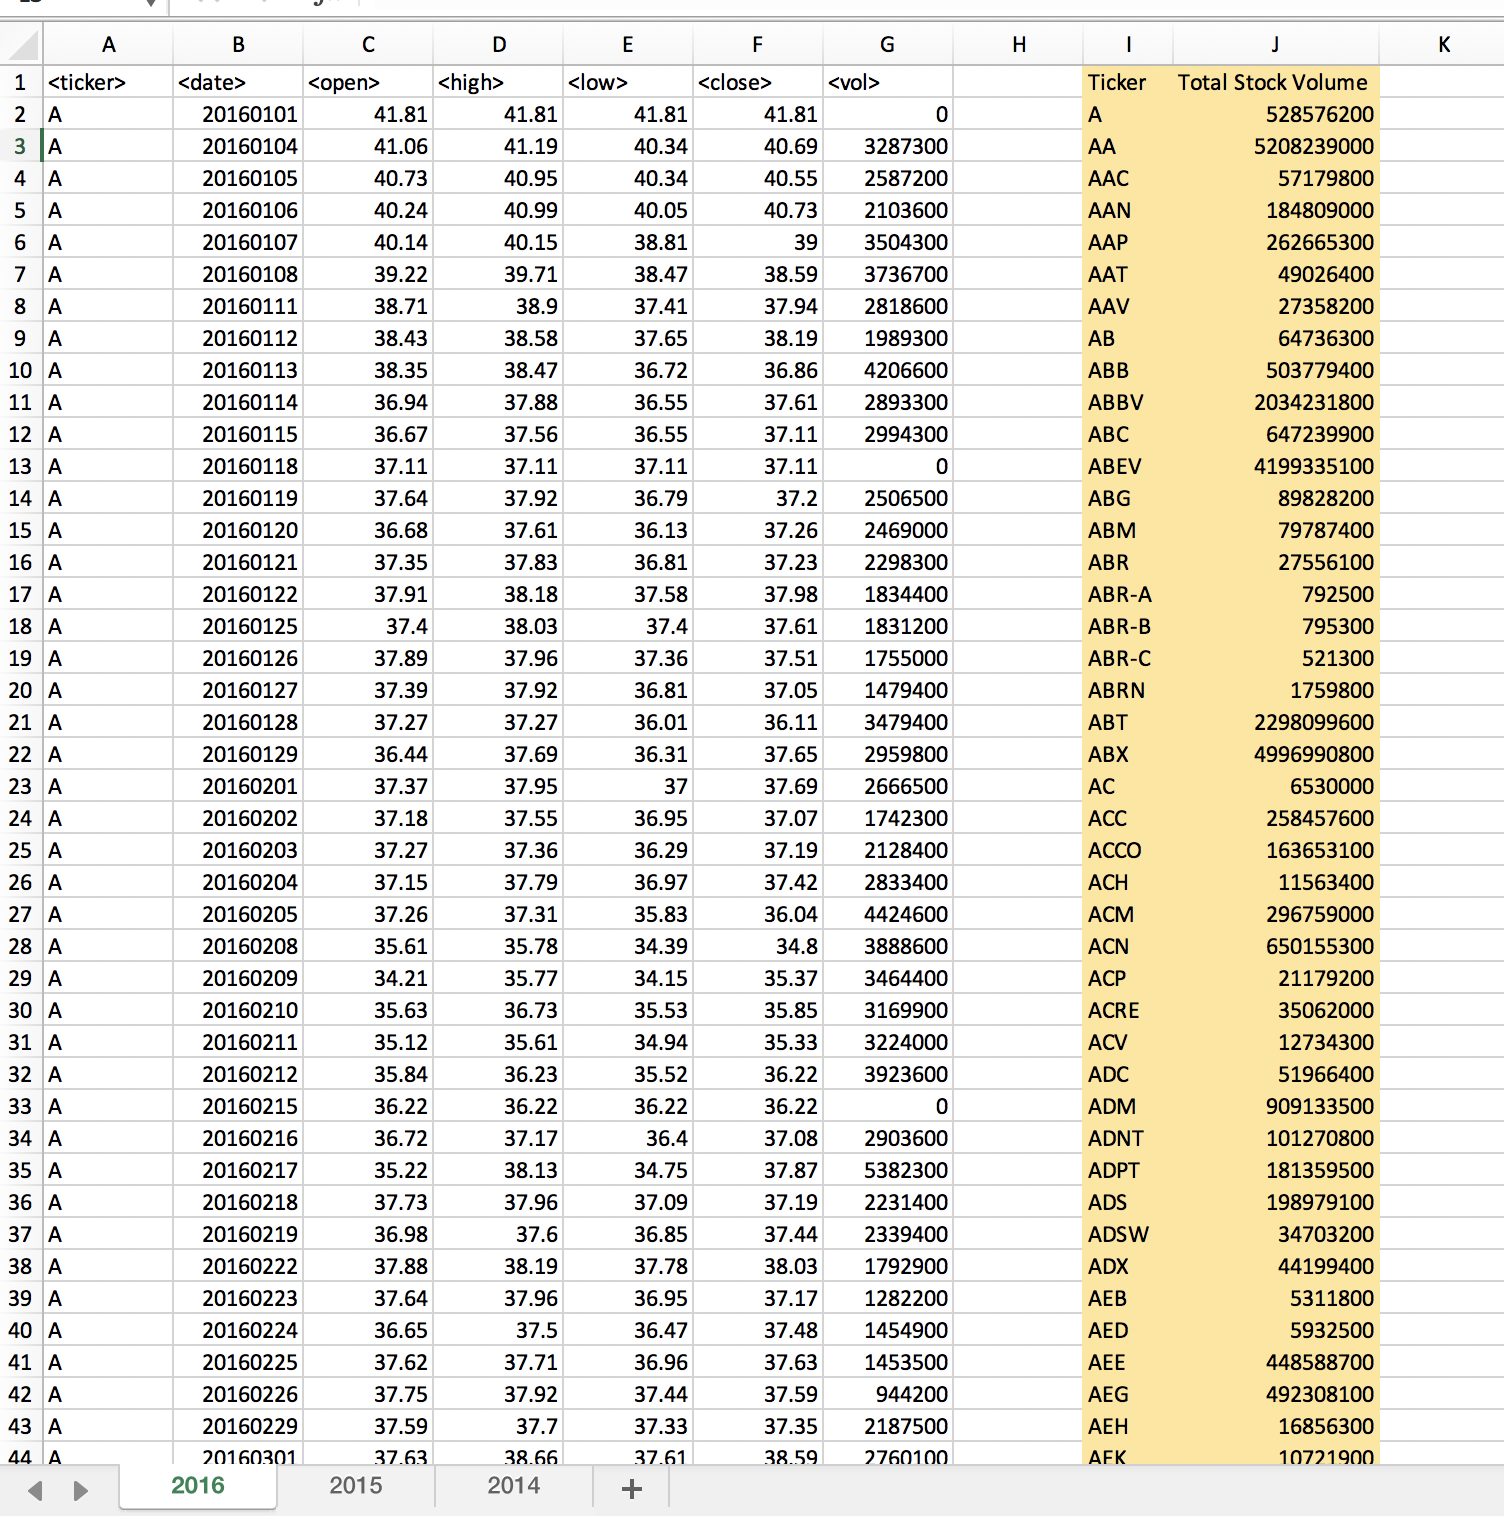 A B C D E F G H I J K
1 <ticker> <date> <open> <high> <low> <close> <vol> Ticker Total Stock Volume
2 A 20160101 41.81 41.81 41.81 41.81 0 A 528576200
3 A 20160104 41.06 41.19 40.34 40.69 3287300 AA 5208239000
4 A 20160105 40.73 40.95 40.34 40.55 2587200 AAC 57179800
5 A 20160106 40.24 40.99 40.05 40.73 2103600 AAN 184809000
6 A 20160107 40.14 40.15 38.81 39 3504300 AAP 262665300
7 A 20160108 39.22 39.71 38.47 38.59 3736700 AAT 49026400
8 A 20160111 38.71 38.9 37.41 37.94 2818600 AAV 27358200
9 A 20160112 38.43 38.58 37.65 38.19 1989300 AB 64736300
10 A 20160113 38.35 38.47 36.72 36.86 4206600 ABB 503779400
11 A 20160114 36.94 37.88 36.55 37.61 2893300 ABBV 2034231800
12 A 20160115 36.67 37.56 36.55 37.11 2994300 ABC 647239900
13 A 20160118 37.11 37.11 37.11 37.11 0 ABEV 4199335100
14 A 20160119 37.64 37.92 36.79 37.2 2506500 ABG 89828200
15 A 20160120 36.68 37.61 36.13 37.26 2469000 ABM 79787400
16 A 20160121 37.35 37.83 36.81 37.23 2298300 ABR 27556100
17 A 20160122 37.91 38.18 37.58 37.98 1834400 ABR-A 792500
18 A 20160125 37.4 38.03 37.4 37.61 1831200 ABR-B 795300
19 A 20160126 37.89 37.96 37.36 37.51 1755000 ABR-C 521300
20 A 20160127 37.39 37.92 36.81 37.05 1479400 ABRN 1759800
21 A 20160128 37.27 37.27 36.01 36.11 3479400 ABT 2298099600
22 A 20160129 36.44 37.69 36.31 37.65 2959800 ABX 4996990800
23 A 20160201 37.37 37.95 37 37.69 2666500 AC 6530000
24 A 20160202 37.18 37.55 36.95 37.07 1742300 ACC 258457600
25 A 20160203 37.27 37.36 36.29 37.19 2128400 ACCO 163653100
26 A 20160204 37.15 37.79 36.97 37.42 2833400 ACH 11563400
27 A 20160205 37.26 37.31 35.83 36.04 4424600 ACM 296759000
28 A 20160208 35.61 35.78 34.39 34.8 3888600 ACN 650155300
29 A 20160209 34.21 35.77 34.15 35.37 3464400 ACP 21179200
30 A 20160210 35.63 36.73 35.53 35.85 3169900 ACRE 35062000
31 A 20160211 35.12 35.61 34.94 35.33 3224000 ACV 12734300
32 A 20160212 35.84 36.23 35.52 36.22 3923600 ADC 51966400
33 A 20160215 36.22 36.22 36.22 36.22 0 ADM 909133500
34 A 20160216 36.72 37.17 36.4 37.08 2903600 ADNT 101270800
35 A 20160217 35.22 38.13 34.75 37.87 5382300 ADPT 181359500
36 A 20160218 37.73 37.96 37.09 37.19 2231400 ADS 198979100
37 A 20160219 36.98 37.6 36.85 37.44 2339400 ADSW 34703200
38 A 20160222 37.88 38.19 37.78 38.03 1792900 ADX 44199400
39 A 20160223 37.64 37.96 36.95 37.17 1282200 AEB 5311800
40 A 20160224 36.65 37.5 36.47 37.48 1454900 AED 5932500
41 A 20160225 37.62 37.71 36.96 37.63 1453500 AEE 448588700
42 A 20160226 37.75 37.92 37.44 37.59 944200 AEG 492308100
43 A 20160229 37.59 37.7 37.33 37.35 2187500 AEH 16856300
44 A 20160301 37.63 38.66 37.61 38.59 2760100 AEK 10721900
2016 2015 2014 +